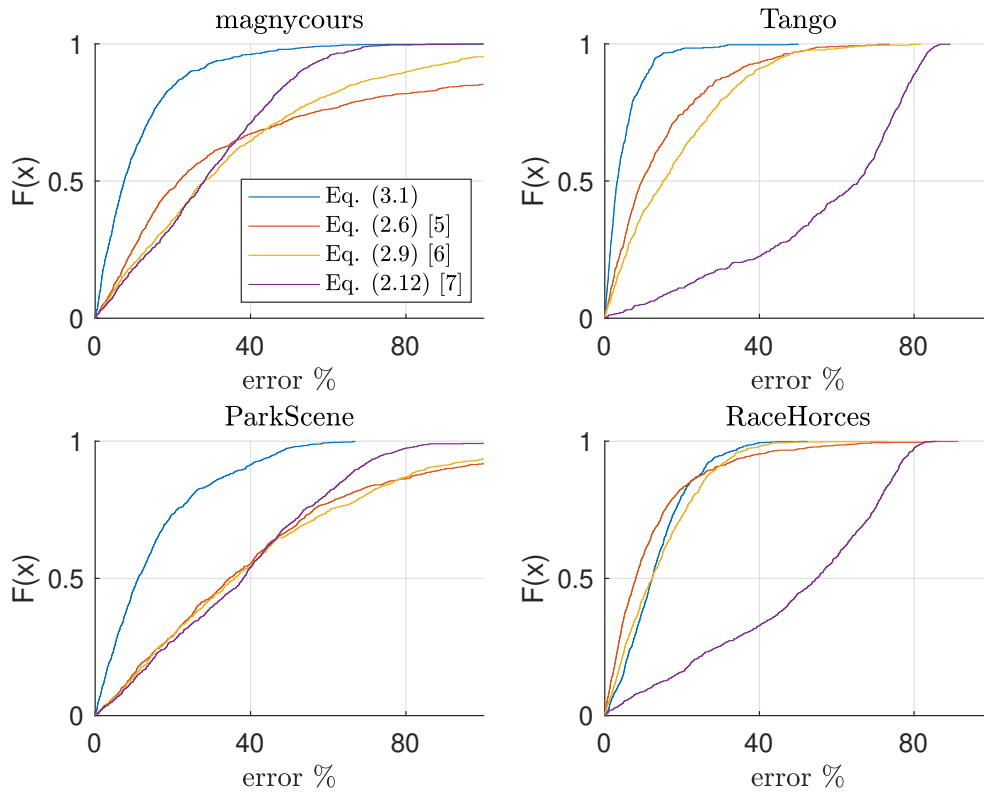 magnycours
1
0.5
0
F(x)
0
40
80
error %
Eq. (3.1)
Eq. (2.6) [5]
Eq. (2.9) [6]
Eq. (2.12) [7]
Tango
1
0.5
0
F(x)
0
40
80
error %
ParkScene
1
0.5
0
F(x)
0
40
80
error %
RaceHorces
1
0.5
0
F(x)
0
40
80
error %